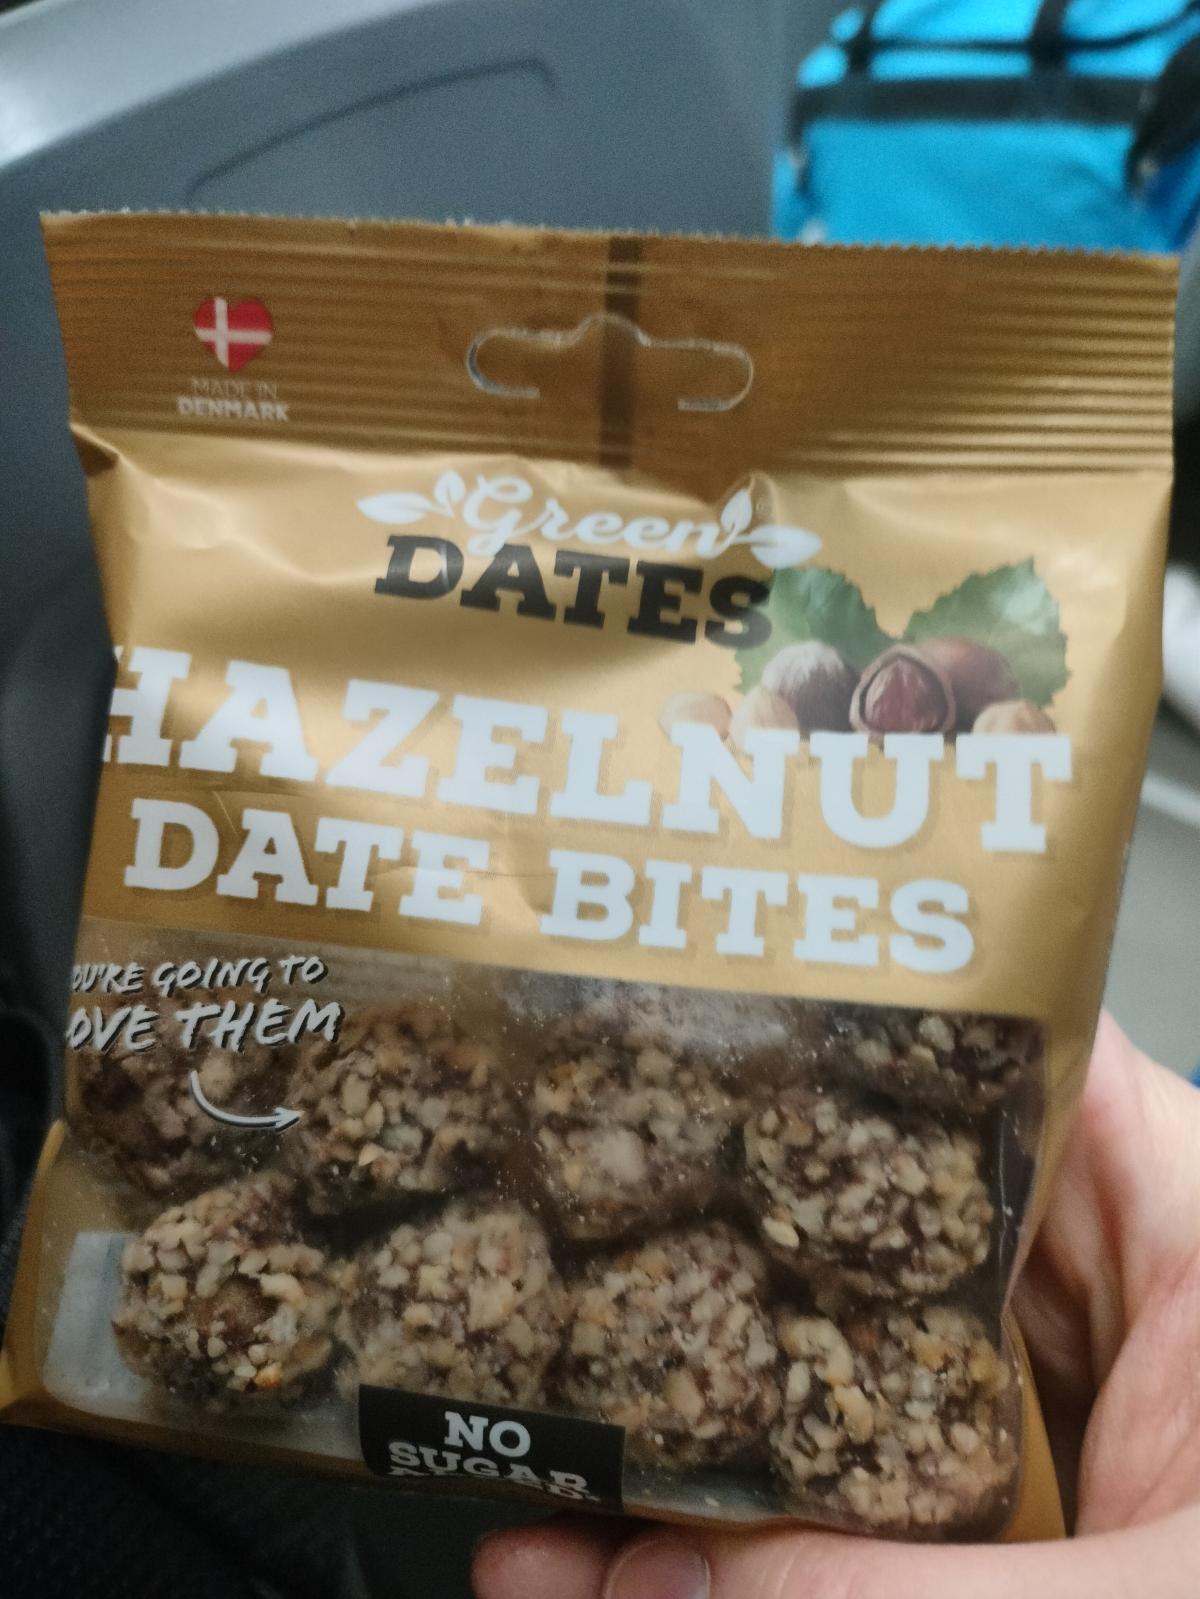 MADE IN
DENMARK
Green
DATES
HAZELNUT
DATE BITES
OU'RE GOING TO
OVE THEM
NO
SUGAR